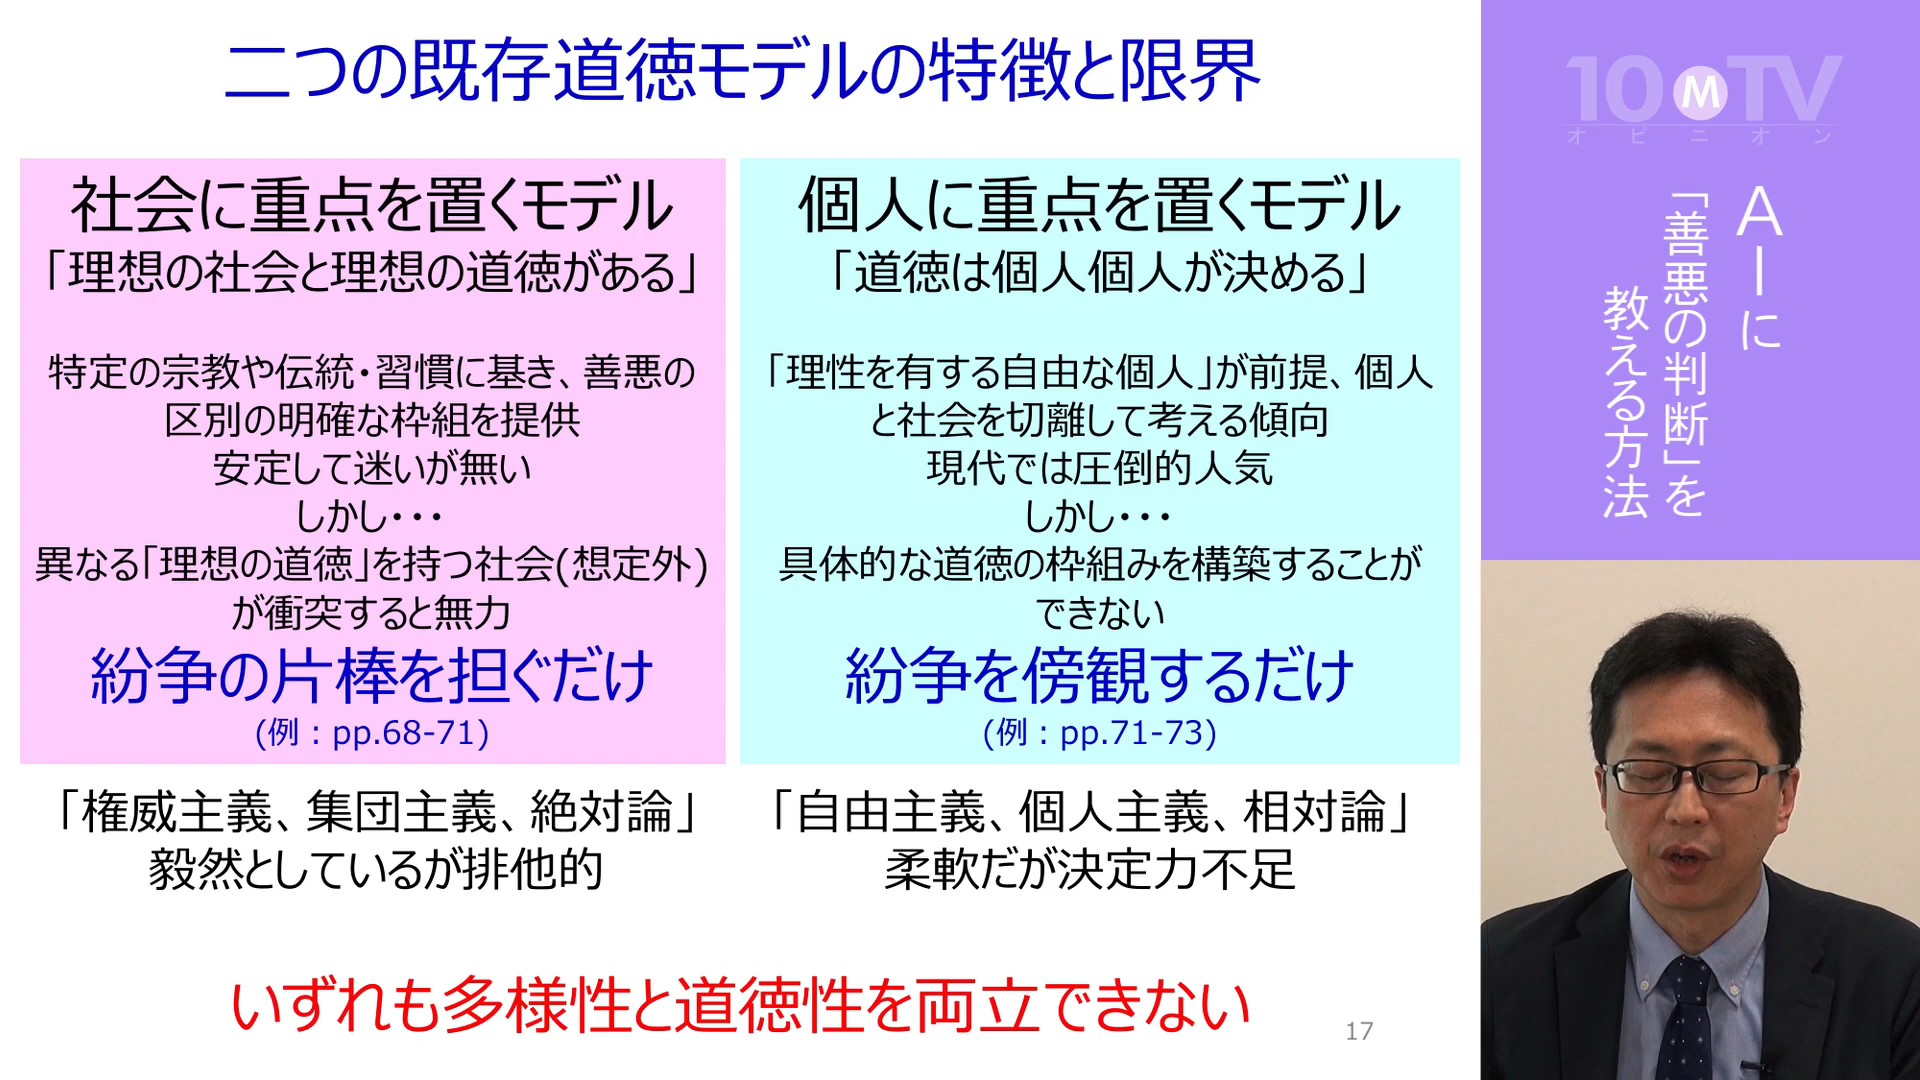 二つの既存道徳モデルの特徴と限界
社会に重点を置くモデル
「理想の社会と理想の道徳がある」
特定の宗教や伝統・習慣に基き、善悪の
区別の明確な枠組を提供
安定して迷いが無い
しかし・・・
異なる「理想の道徳」を持つ社会(想定外)
が衝突すると無力
紛争の片棒を担ぐだけ
(例：pp.68-71)
「権威主義、集団主義、絶対論」
毅然としているが排他的
個人に重点を置くモデル
「道徳は個人個人が決める」
「理性を有する自由な個人」が前提、個人
と社会を切離して考える傾向
現代では圧倒的人気
しかし・・・
具体的な道徳の枠組みを構築することが
できない
紛争を傍観するだけ
(例：pp.71-73)
「自由主義、個人主義、相対論」
柔軟だが決定力不足
いずれも多様性と道徳性を両立できない
17
10MTV
オピニオン
AIに
「善悪の判断」を
教える方法